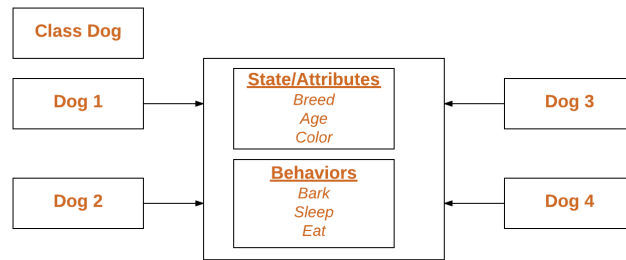 Class Dog
Dog 1
Dog 2
State/Attributes
Breed
Age
Color
Behaviors
Bark
Sleep
Eat
Dog 3
Dog 4